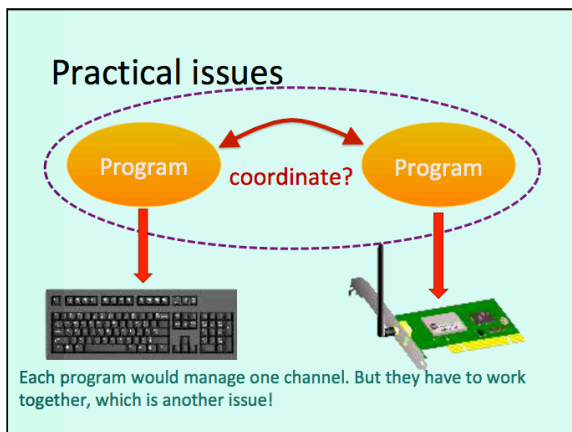 Practical issues
Program
Program
coordinate?
Each program would manage one channel. But they have to work
together, which is another issue!